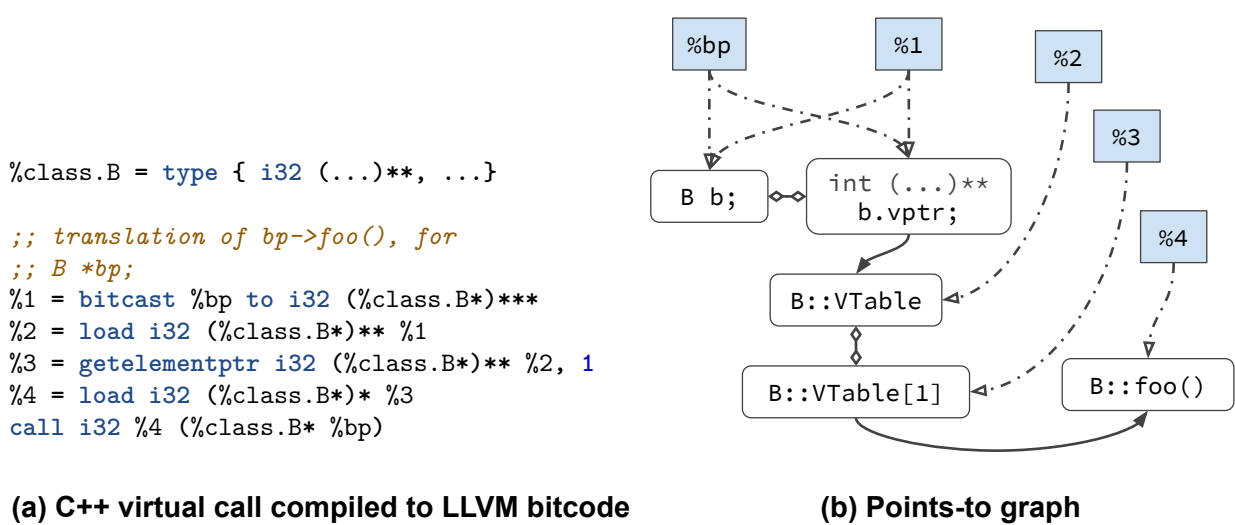 %class.B = type { i32 (...)**, ...}
;; translation of bp->foo(), for
;; B *bp;
%1 = bitcast %bp to i32 (%class.B*)***
%2 = load i32 (%class.B*)** %1
%3 = getelementptr i32 (%class.B*)** %2, 1
%4 = load i32 (%class.B*)* %3
call i32 %4 (%class.B* %bp)
(a) C++ virtual call compiled to LLVM bitcode
%bp
%1
%2
%3
B b;
int (...)**
b.vptr;
%4
B::VTable
B::VTable[1]
B::foo()
(b) Points-to graph